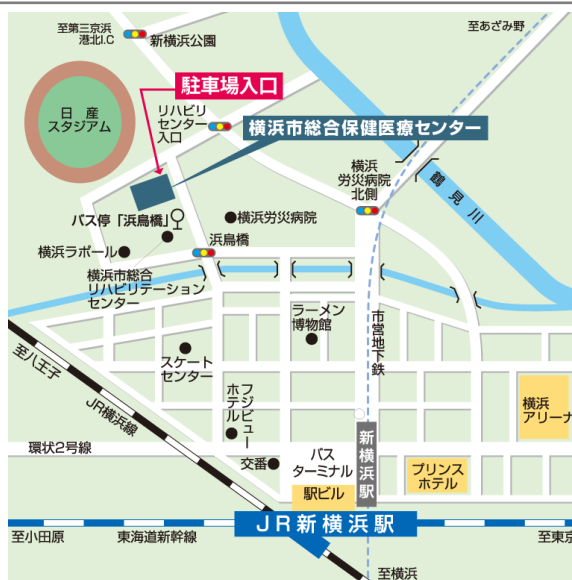 至第三京浜
港北I.C
新横浜公園
至あざみ野
駐車場入口
日産
スタジアム
リハビリ
センター
入口
横浜市総合保健医療センター
横浜
労災病院
北側
鶴見川
バス停「浜鳥橋」
横浜労災病院
浜鳥橋
横浜ラポール
横浜市総合
リハビリテーション
センター
ラーメン
博物館
市営地下鉄
至八王子
スケート
センター
JR横浜線
フジビュー
ホテル
横浜
アリーナ
環状2号線
交番
バス
ターミナル
新横浜駅
プリンス
ホテル
駅ビル
JR新横浜駅
至小田原
東海道新幹線
至東京
至横浜